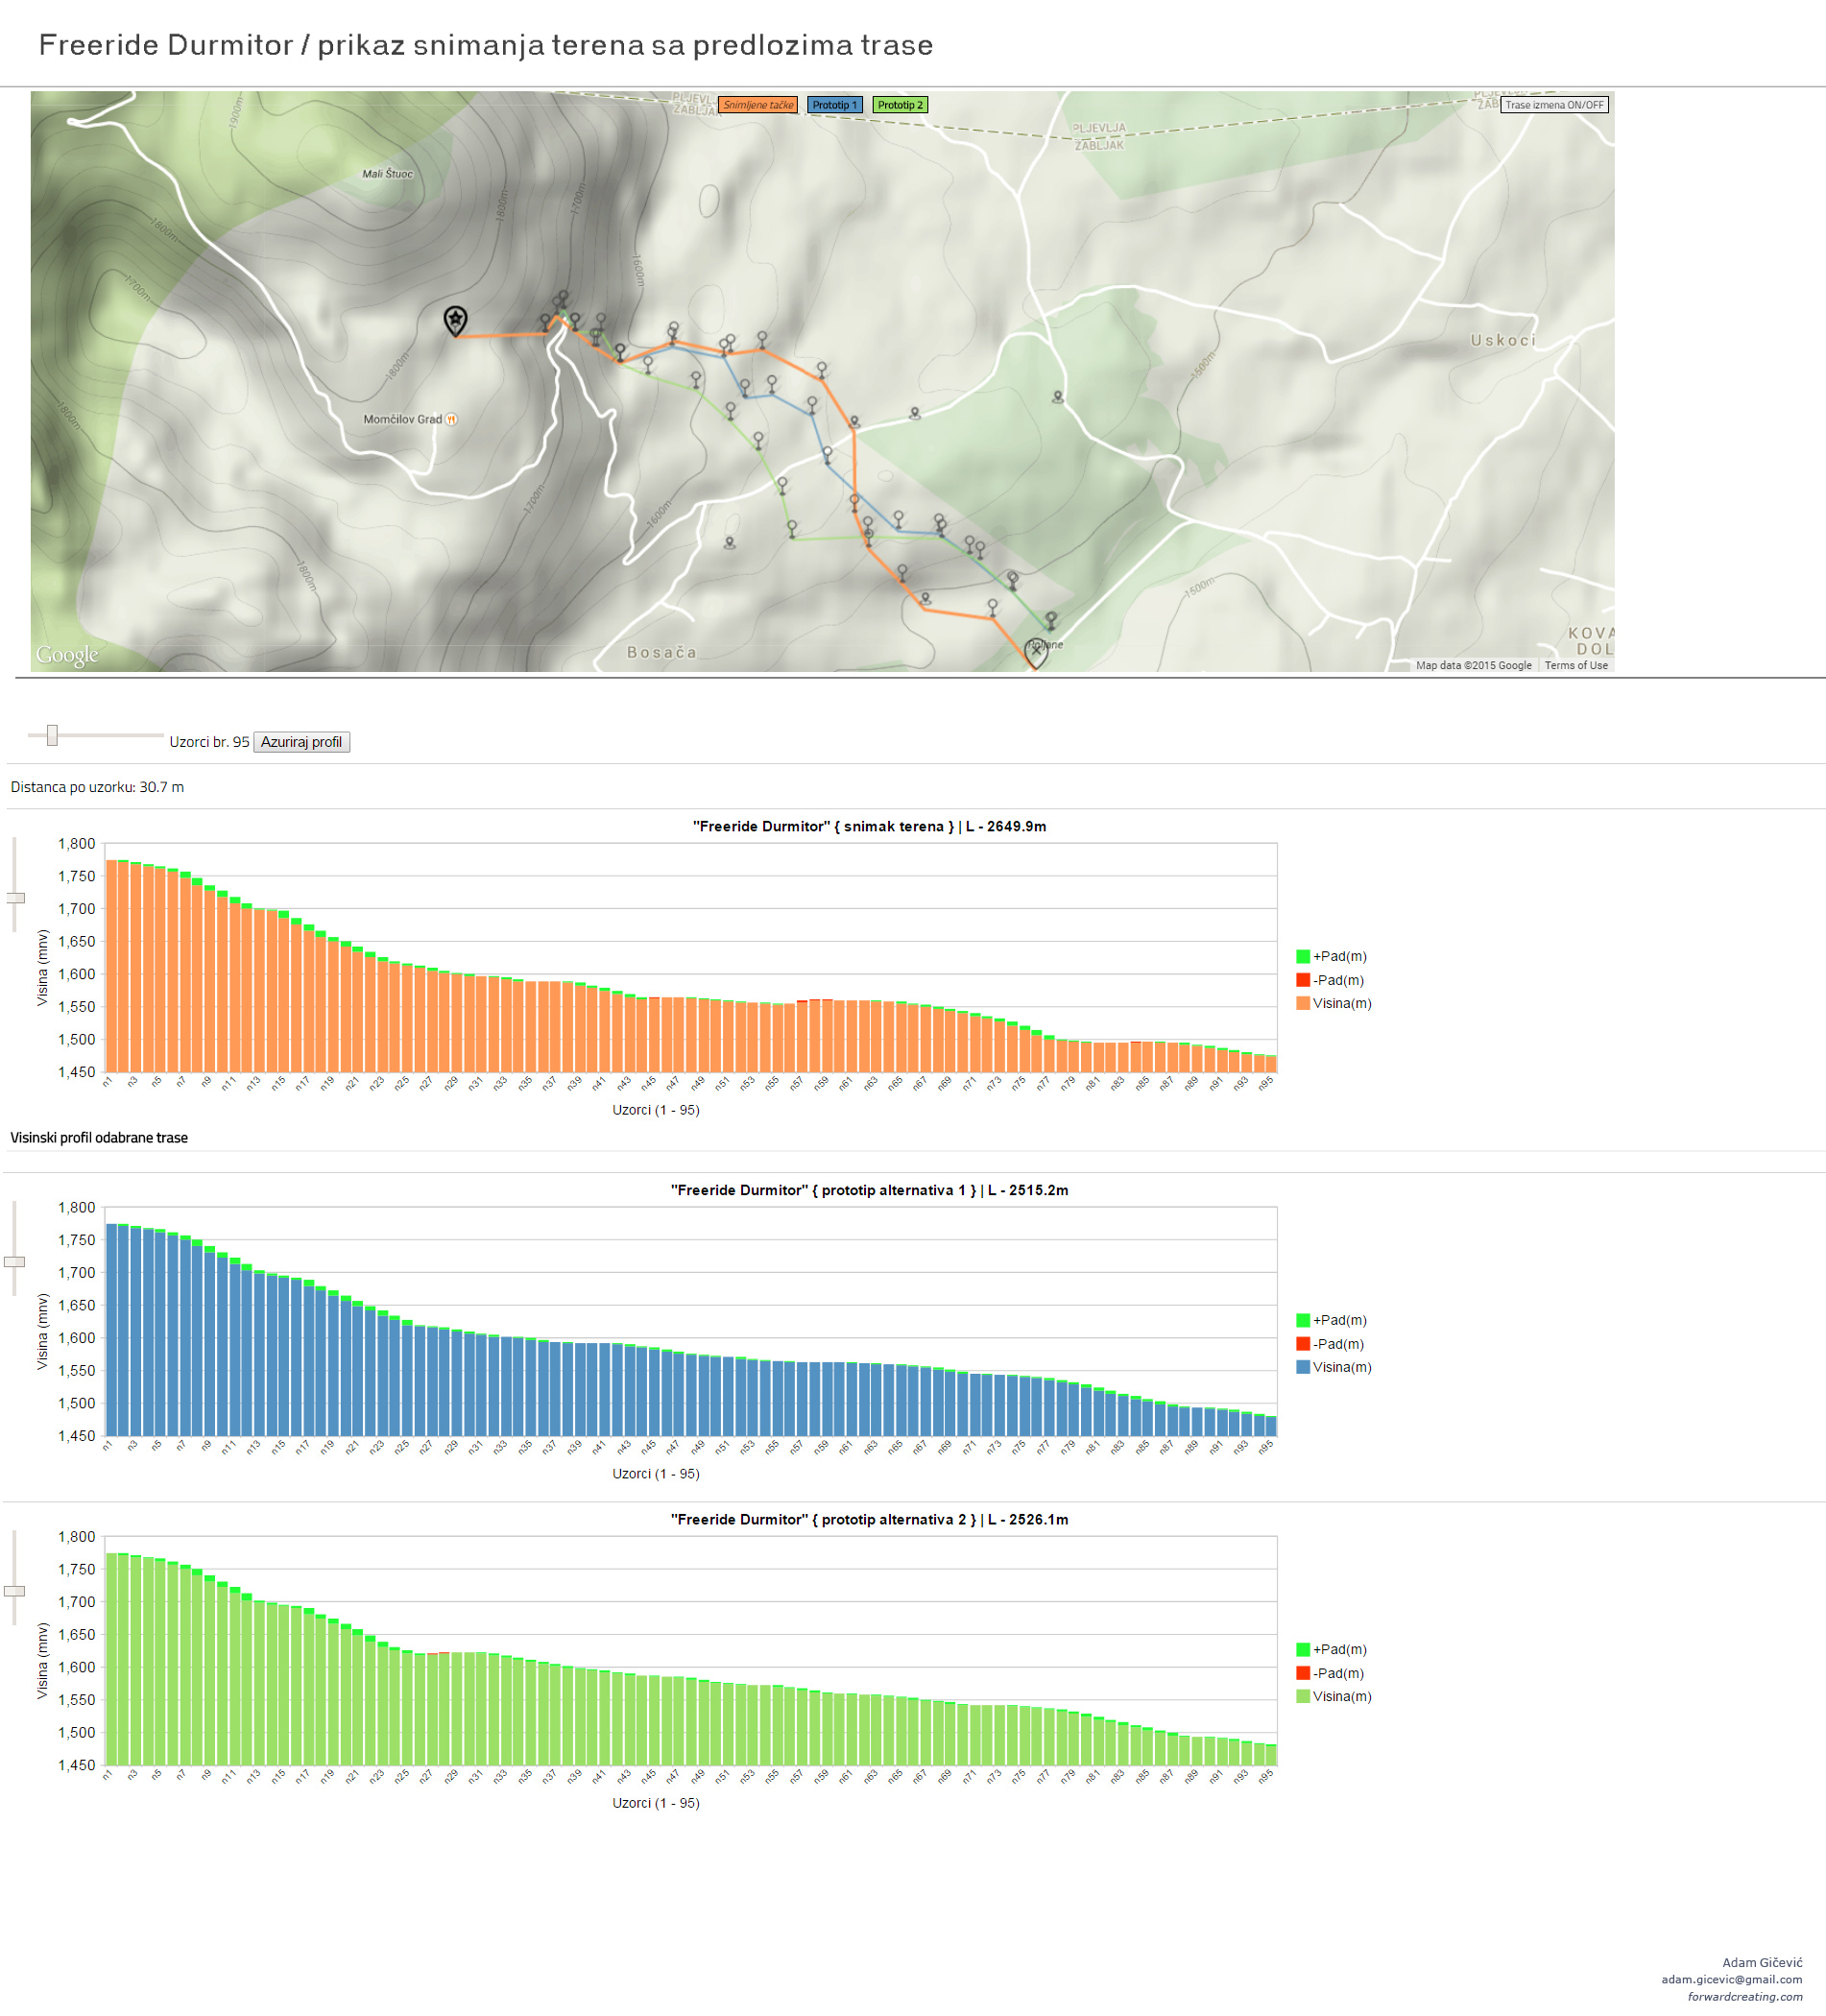 Freeride Durmitor / prikaz snimanja terena sa predlozima trase
PLJEVLJA
ŽABLJAK
Snimljene tačke
Prototip 1
Prototip 2
Trase izmena ON/OFF
PLJEVLJA
ŽABLJAK
1900m
Mali Štuoc
1800m
1700m
1800m
1600m
1700m
1800m
1800m
1500m
Uskoci
Momčilov Grad
1700m
1600m
1800m
1500m
Poljane
Bosača
KOVA
DOL
Google
Map data ©2015 Google
Terms of Use
Uzorci br. 95 Azuriraj profil
Distanca po uzorku: 30.7 m
"Freeride Durmitor" { snimak terena } | L - 2649.9m
1,800
1,750
1,700
1,650
1,600
1,550
1,500
1,450
Visina (mnv)
+Pad(m)
-Pad(m)
Visina(m)
n1 n3 n5 n7 n9 n11 n13 n15 n17 n19 n21 n23 n25 n27 n29 n31 n33 n35 n37 n39 n41 n43 n45 n47 n49 n51 n53 n55 n57 n59 n61 n63 n65 n67 n69 n71 n73 n75 n77 n79 n81 n83 n85 n87 n89 n91 n93 n95
Uzorci (1 - 95)
Visinski profil odabrane trase
"Freeride Durmitor" { prototip alternativa 1 } | L - 2515.2m
1,800
1,750
1,700
1,650
1,600
1,550
1,500
1,450
Visina (mnv)
+Pad(m)
-Pad(m)
Visina(m)
n1 n3 n5 n7 n9 n11 n13 n15 n17 n19 n21 n23 n25 n27 n29 n31 n33 n35 n37 n39 n41 n43 n45 n47 n49 n51 n53 n55 n57 n59 n61 n63 n65 n67 n69 n71 n73 n75 n77 n79 n81 n83 n85 n87 n89 n91 n93 n95
Uzorci (1 - 95)
"Freeride Durmitor" { prototip alternativa 2 } | L - 2526.1m
1,800
1,750
1,700
1,650
1,600
1,550
1,500
1,450
Visina (mnv)
+Pad(m)
-Pad(m)
Visina(m)
n1 n3 n5 n7 n9 n11 n13 n15 n17 n19 n21 n23 n25 n27 n29 n31 n33 n35 n37 n39 n41 n43 n45 n47 n49 n51 n53 n55 n57 n59 n61 n63 n65 n67 n69 n71 n73 n75 n77 n79 n81 n83 n85 n87 n89 n91 n93 n95
Uzorci (1 - 95)
Adam Gičević
adam.gicevic@gmail.com
forwardcreating.com